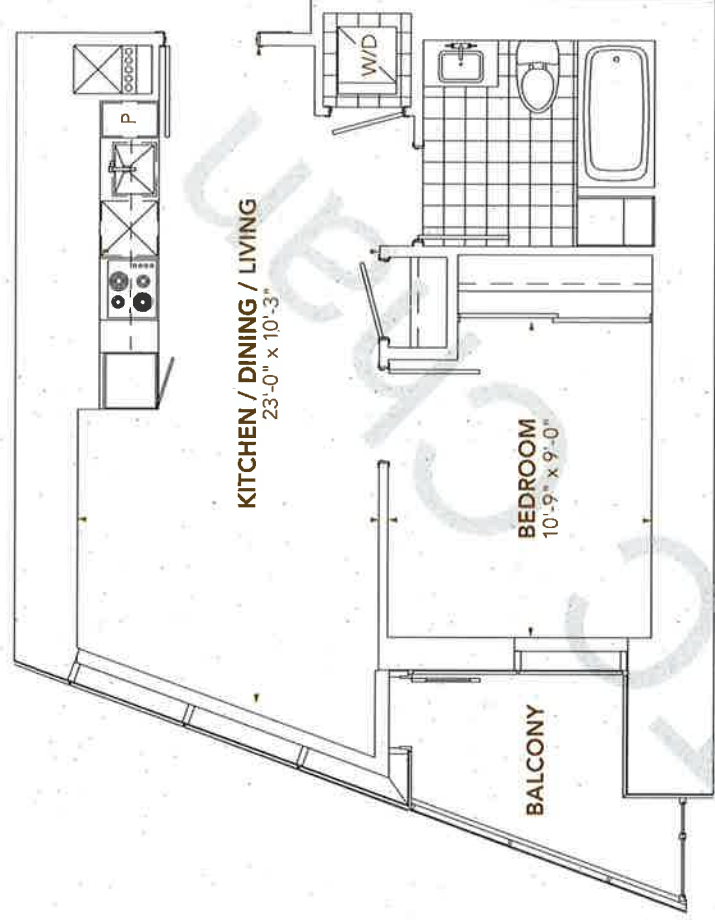 W/D
P
KITCHEN / DINING / LIVING
23'-0" x 10'-3"
BEDROOM
10'-9" x 9'-0"
BALCONY